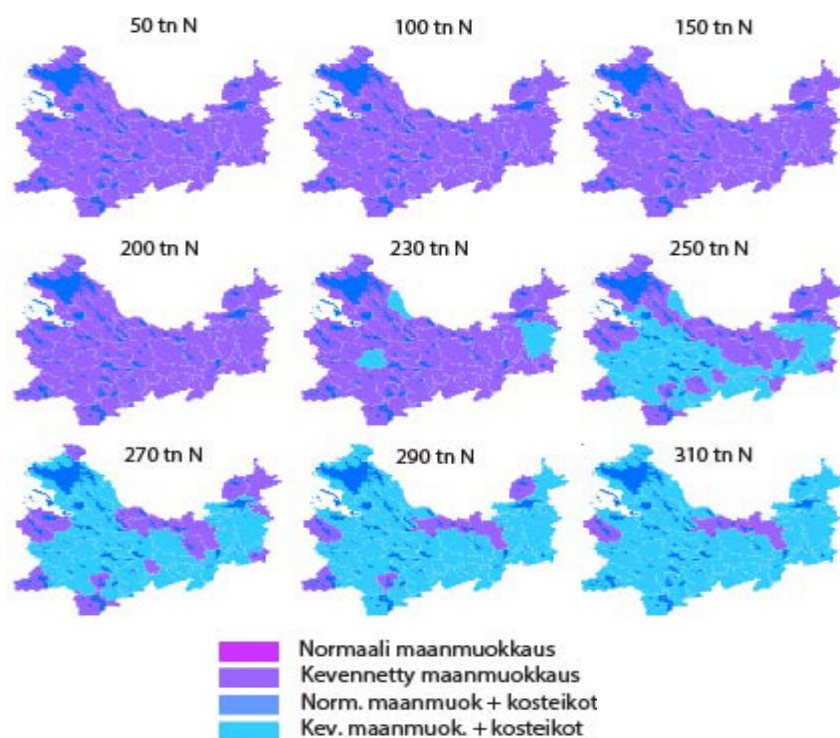 50 tn N
100 tn N
150 tn N
200 tn N
230 tn N
250 tn N
270 tn N
290 tn N
310 tn N
Normaali maanmuokkaus
Kevennetty maanmuokkaus
Norm. maanmuok + kosteikot
Kev. maanmuok. + kosteikot